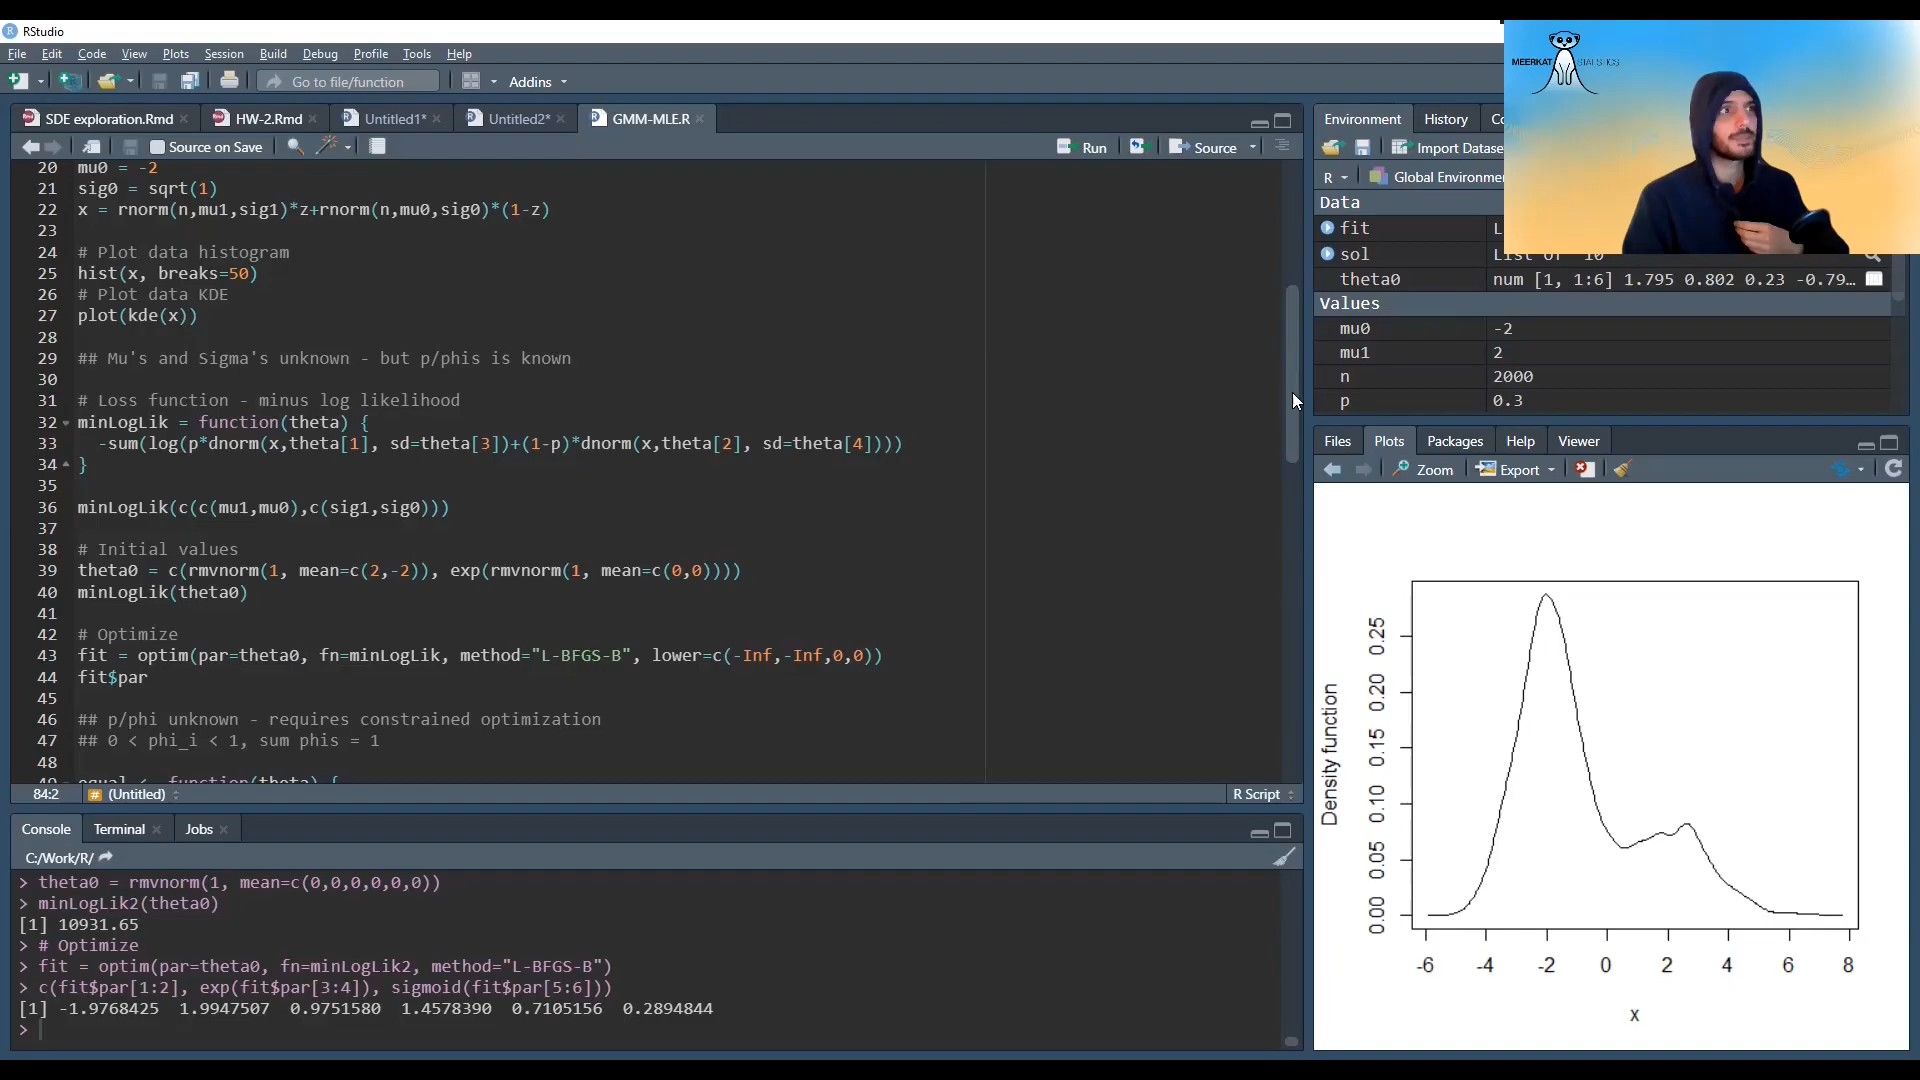 RStudio
File Edit Code View Plots Session Build Debug Profile Tools Help
Go to file/function Addins
SDE exploration.Rmd HW-2.Rmd Untitled1* Untitled2* GMM-MLE.R
Source on Save Run Source
20 mu0 = -2
21 sig0 = sqrt(1)
22 x = rnorm(n,mu1,sig1)*z+rnorm(n,mu0,sig0)*(1-z)
23
24 # Plot data histogram
25 hist(x, breaks=50)
26 # Plot data KDE
27 plot(kde(x))
28
29 ## Mu's and Sigma's unknown - but p/phis is known
30
31 # Loss function - minus log likelihood
32 minLogLik = function(theta) {
33 -sum(log(p*dnorm(x,theta[1], sd=theta[3])+(1-p)*dnorm(x,theta[2], sd=theta[4])))
34 }
35
36 minLogLik(c(c(mu1,mu0),c(sig1,sig0)))
37
38 # Initial values
39 theta0 = c(rmvnorm(1, mean=c(2,-2)), exp(rmvnorm(1, mean=c(0,0))))
40 minLogLik(theta0)
41
42 # Optimize
43 fit = optim(par=theta0, fn=minLogLik, method="L-BFGS-B", lower=c(-Inf,-Inf,0,0))
44 fit$par
45
46 ## p/phi unknown - requires constrained optimization
47 ## 0 < phi_i < 1, sum phis = 1
48
84:2 # (Untitled) R Script
Console Terminal Jobs
C:/Work/R/
> theta0 = rmvnorm(1, mean=c(0,0,0,0,0,0))
> minLogLik2(theta0)
[1] 10931.65
> # Optimize
> fit = optim(par=theta0, fn=minLogLik2, method="L-BFGS-B")
> c(fit$par[1:2], exp(fit$par[3:4]), sigmoid(fit$par[5:6]))
[1] -1.9768425 1.9947507 0.9751580 1.4578390 0.7105156 0.2894844
>
MEERKAT STATISTICS
Environment History Co
Import Datase
R Global Environme
Data
fit L
sol List of 10
theta0 num [1, 1:6] 1.795 0.802 0.23 -0.79…
Values
mu0 -2
mu1 2
n 2000
p 0.3
Files Plots Packages Help Viewer
Zoom Export
Density function
0.25
0.20
0.15
0.10
0.05
0.00
-6 -4 -2 0 2 4 6 8
x